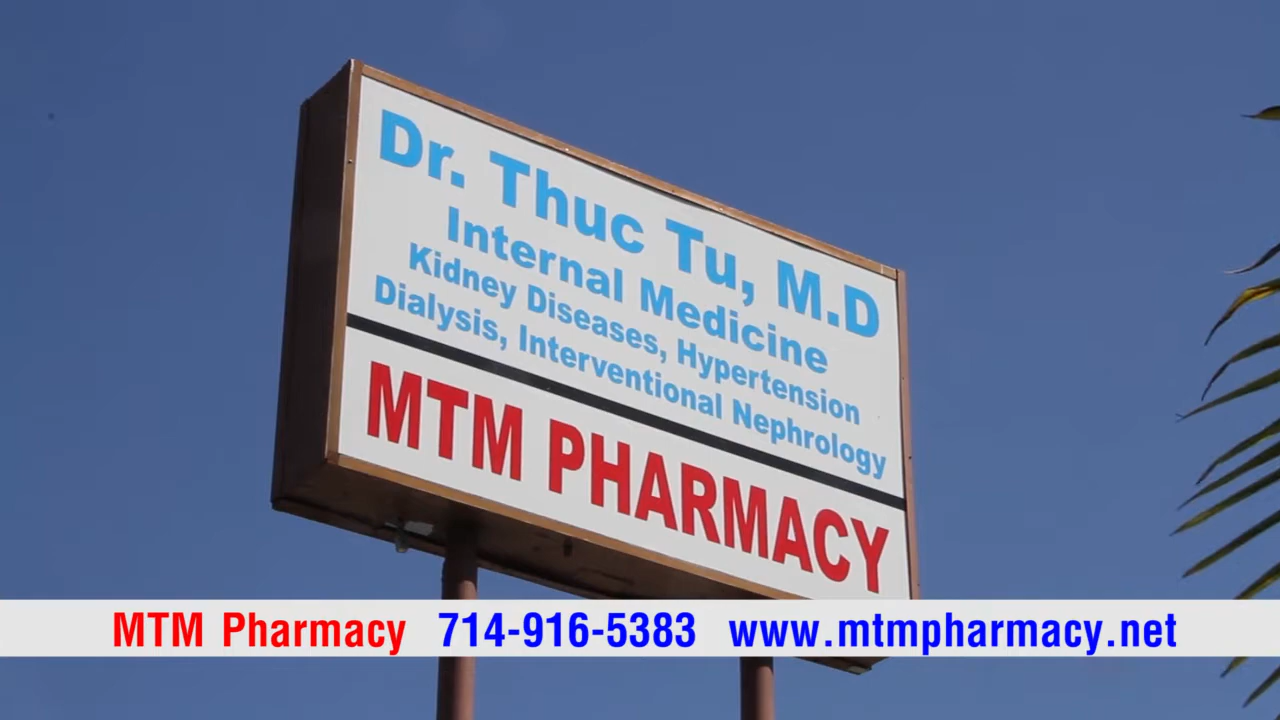 Dr. Thuc Tu, M.D
Internal Medicine
Kidney Diseases, Hypertension
Dialysis, Interventional Nephrology
MTM PHARMACY
MTM Pharmacy 714-916-5383 www.mtmpharmacy.net